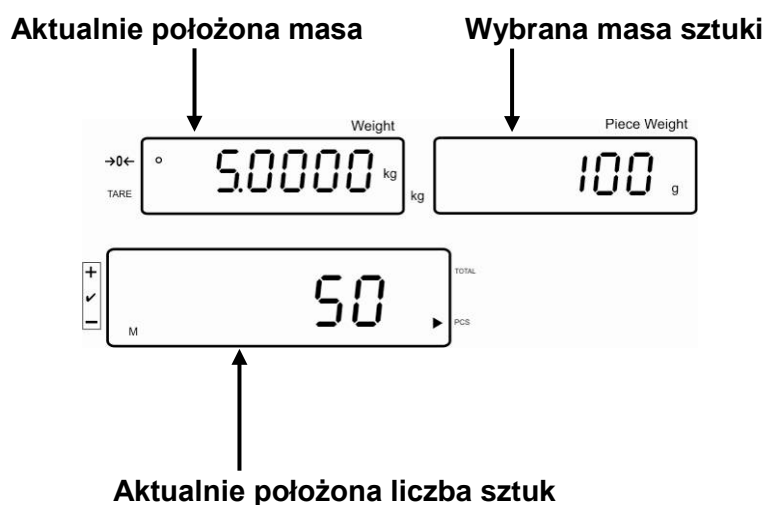 Aktualnie położona masa
Wybrana masa sztuki
Weight
Piece Weight
→0←
TARE
5.0000 kg
kg
100 g
+
✔
−
M
50
TOTAL
PCS
Aktualnie położona liczba sztuk